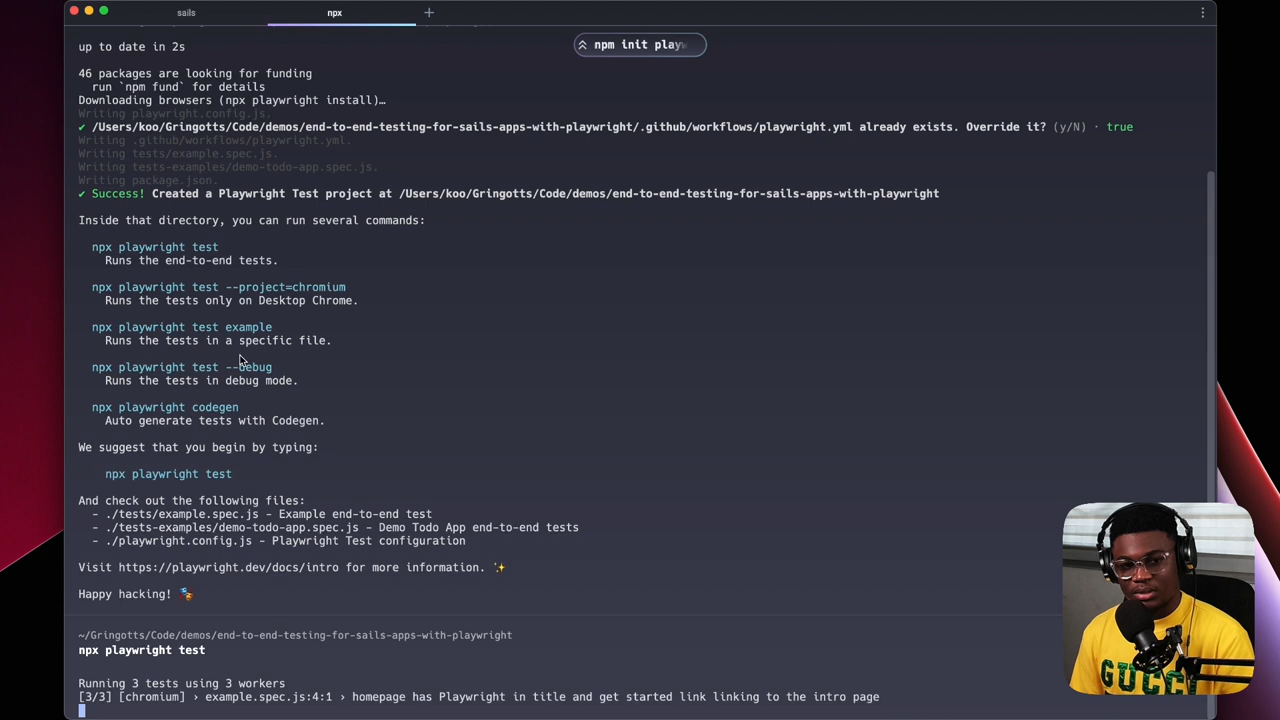 sails
npx
npm init play
up to date in 2s
46 packages are looking for funding
run `npm fund` for details
Downloading browsers (npx playwright install)…
Writing playwright.config.js.
✔ /Users/koo/Gringotts/Code/demos/end-to-end-testing-for-sails-apps-with-playwright/.github/workflows/playwright.yml already exists. Override it? (y/N) · true
Writing .github/workflows/playwright.yml.
Writing tests/example.spec.js.
Writing tests-examples/demo-todo-app.spec.js.
Writing package.json.
✔ Success! Created a Playwright Test project at /Users/koo/Gringotts/Code/demos/end-to-end-testing-for-sails-apps-with-playwright
Inside that directory, you can run several commands:
npx playwright test
Runs the end-to-end tests.
npx playwright test --project=chromium
Runs the tests only on Desktop Chrome.
npx playwright test example
Runs the tests in a specific file.
npx playwright test --debug
Runs the tests in debug mode.
npx playwright codegen
Auto generate tests with Codegen.
We suggest that you begin by typing:
npx playwright test
And check out the following files:
- ./tests/example.spec.js - Example end-to-end test
- ./tests-examples/demo-todo-app.spec.js - Demo Todo App end-to-end tests
- ./playwright.config.js - Playwright Test configuration
Visit https://playwright.dev/docs/intro for more information. ✨
Happy hacking! 🎭
~/Gringotts/Code/demos/end-to-end-testing-for-sails-apps-with-playwright
npx playwright test
Running 3 tests using 3 workers
[3/3] [chromium] › example.spec.js:4:1 › homepage has Playwright in title and get started link linking to the intro page
GUCCI